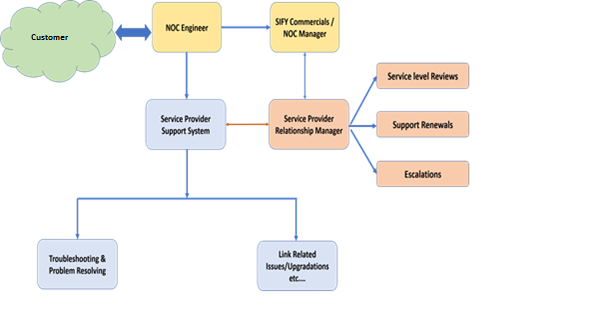 Customer
NOC Engineer
SIFY Commercials /
NOC Manager
Service Provider
Support System
Service Provider
Relationship Manager
Service level Reviews
Support Renewals
Escalations
Troubleshooting &
Problem Resolving
Link Related
Issues/Upgradations
etc....